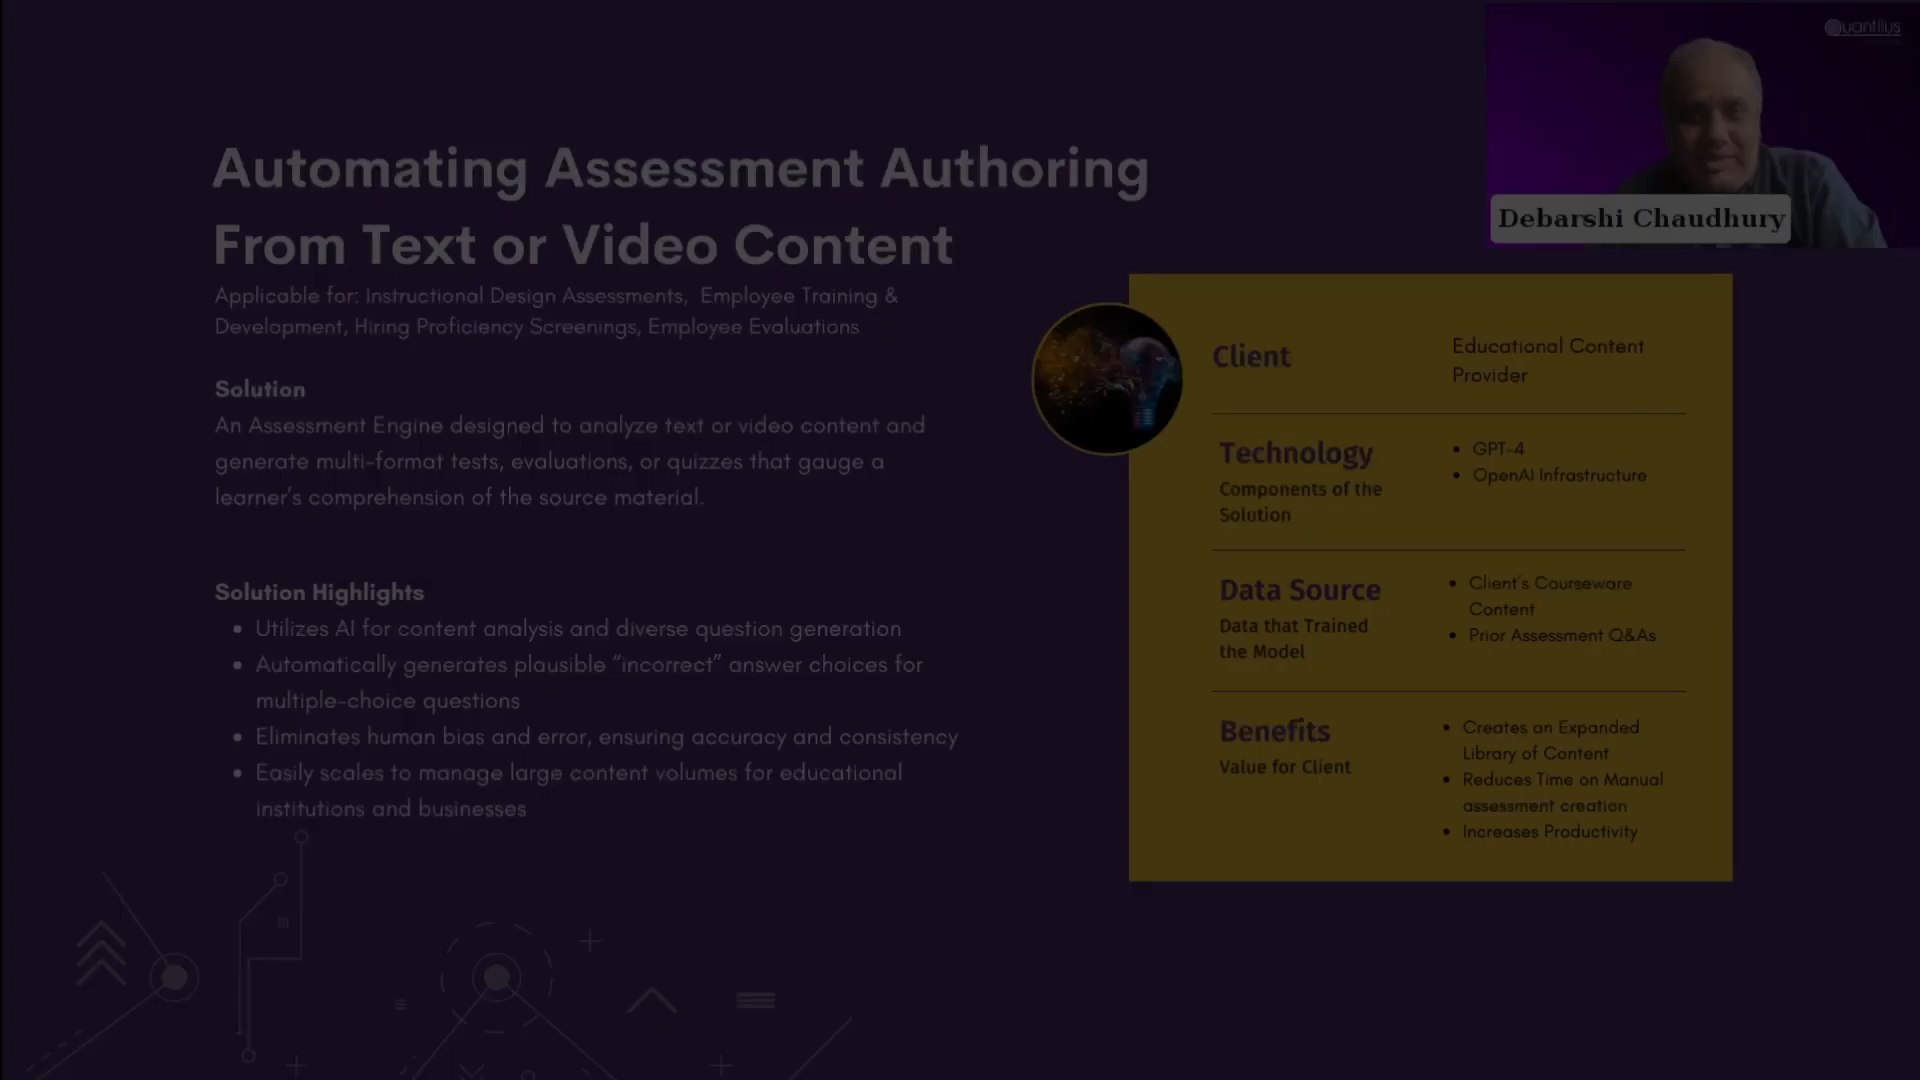 Quantilus
Debarshi Chaudhury
Automating Assessment Authoring
From Text or Video Content
Applicable for: Instructional Design Assessments, Employee Training &
Development, Hiring Proficiency Screenings, Employee Evaluations
Solution
An Assessment Engine designed to analyze text or video content and
generate multi-format tests, evaluations, or quizzes that gauge a
learner's comprehension of the source material.
Solution Highlights
• Utilizes AI for content analysis and diverse question generation
• Automatically generates plausible “incorrect” answer choices for
multiple-choice questions
• Eliminates human bias and error, ensuring accuracy and consistency
• Easily scales to manage large content volumes for educational
institutions and businesses
Client
Educational Content
Provider
Technology
Components of the
Solution
• GPT-4
• OpenAI Infrastructure
Data Source
Data that Trained
the Model
• Client's Courseware
Content
• Prior Assessment Q&As
Benefits
Value for Client
• Creates an Expanded
Library of Content
• Reduces Time on Manual
assessment creation
• Increases Productivity